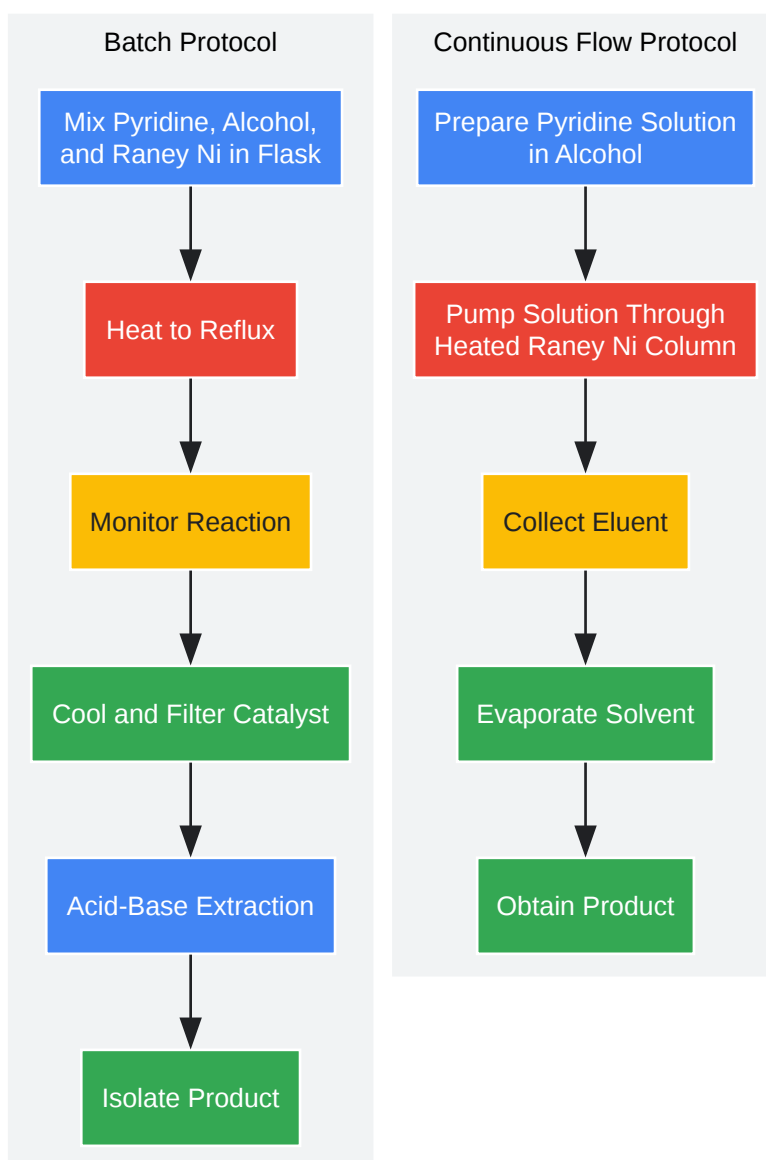 Batch Protocol
Mix Pyridine, Alcohol,
and Raney Ni in Flask
Heat to Reflux
Monitor Reaction
Cool and Filter Catalyst
Acid-Base Extraction
Isolate Product
Continuous Flow Protocol
Prepare Pyridine Solution
in Alcohol
Pump Solution Through
Heated Raney Ni Column
Collect Eluent
Evaporate Solvent
Obtain Product